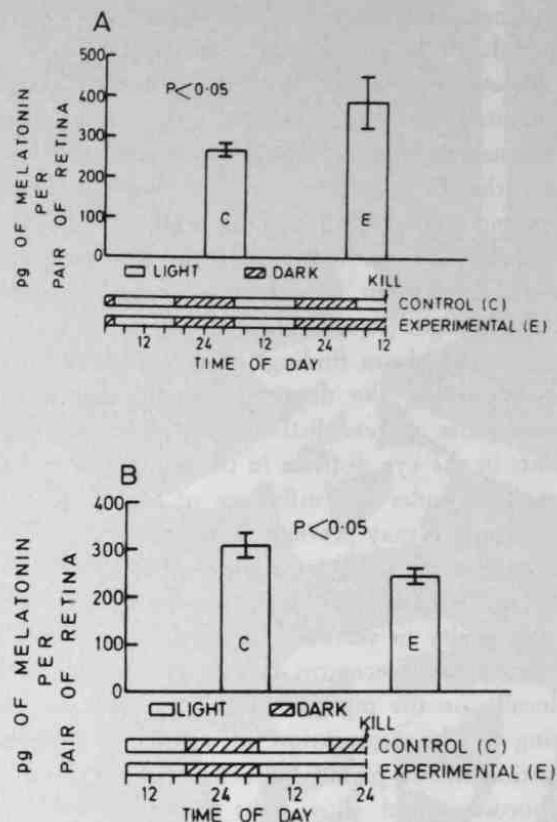 A
pg OF MELATONIN
PER
PAIR OF RETINA
500
400
300
200
100
0
P<0·05
C
E
LIGHT
DARK
KILL
CONTROL (C)
EXPERIMENTAL (E)
12 24 12 24 12
TIME OF DAY
B
pg OF MELATONIN
PER
PAIR OF RETINA
400
300
200
100
0
P<0·05
C
E
LIGHT
DARK
KILL
CONTROL (C)
EXPERIMENTAL (E)
12 24 12 24
TIME OF DAY